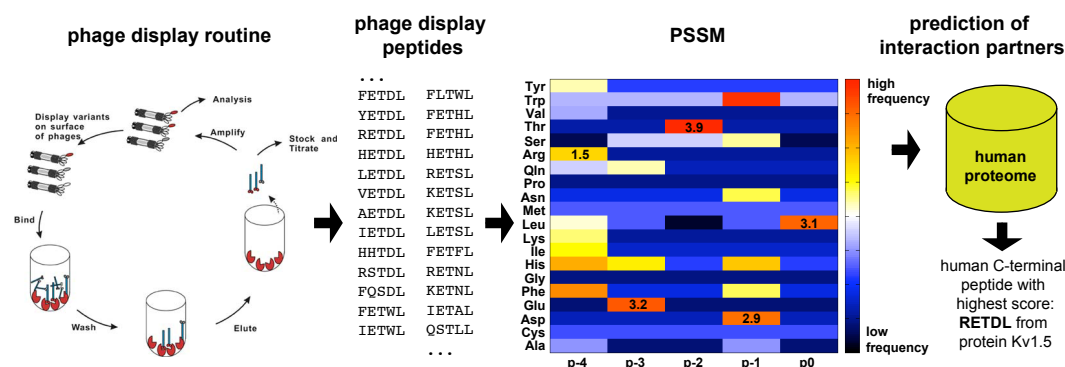 phage display routine
phage display
peptides
PSSM
prediction of
interaction partners
Analysis
Display variants
on surface
of phages
Amplify
Stock and
Titrate
Bind
Wash
Elute
...
FETDL FLTWL
YETDL FETHL
RETDL FETHL
HETDL HETHL
LETDL RETSL
VETDL KETSL
AETDL KETSL
IETDL LETSL
HHTDL FETFL
RSTDL RETNL
FQSDL KETNL
FETWL IETAL
IETWL QSTLL
...
Tyr
Trp
Val
Thr 3.9
Ser
Arg 1.5
Qln
Pro
Asn
Met
Leu 3.1
Lys
Ile
His
Gly
Phe
Glu 3.2
Asp 2.9
Cys
Ala
p-4 p-3 p-2 p-1 p0
high
frequency
low
frequency
human
proteome
human C-terminal
peptide with
highest score:
RETDL from
protein Kv1.5